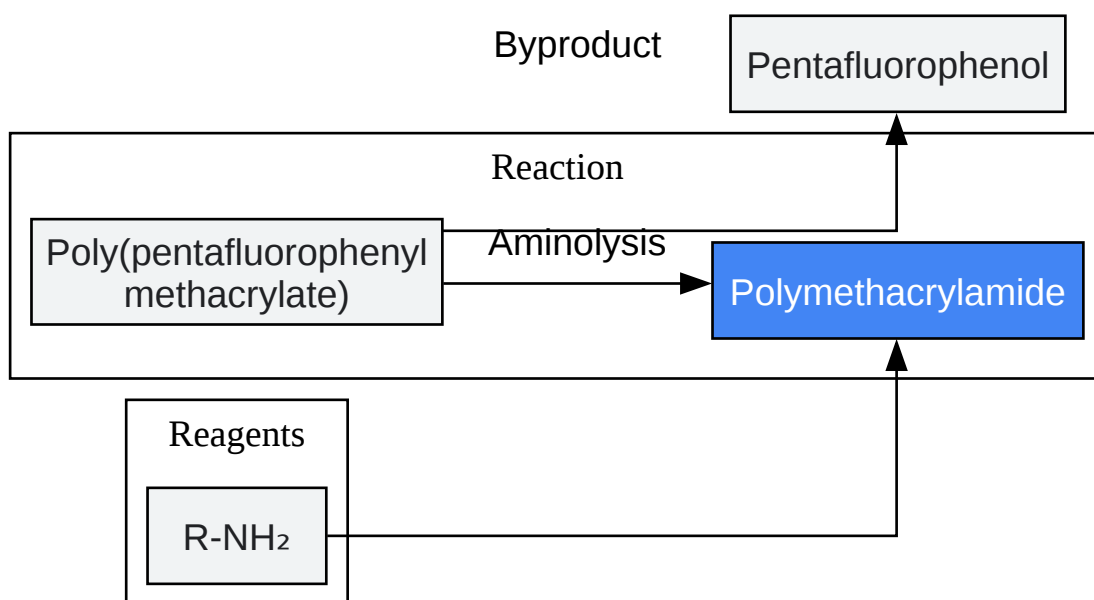 Byproduct
Pentafluorophenol
Reaction
Poly(pentafluorophenyl
methacrylate)
Aminolysis
Polymethacrylamide
Reagents
R-NH₂